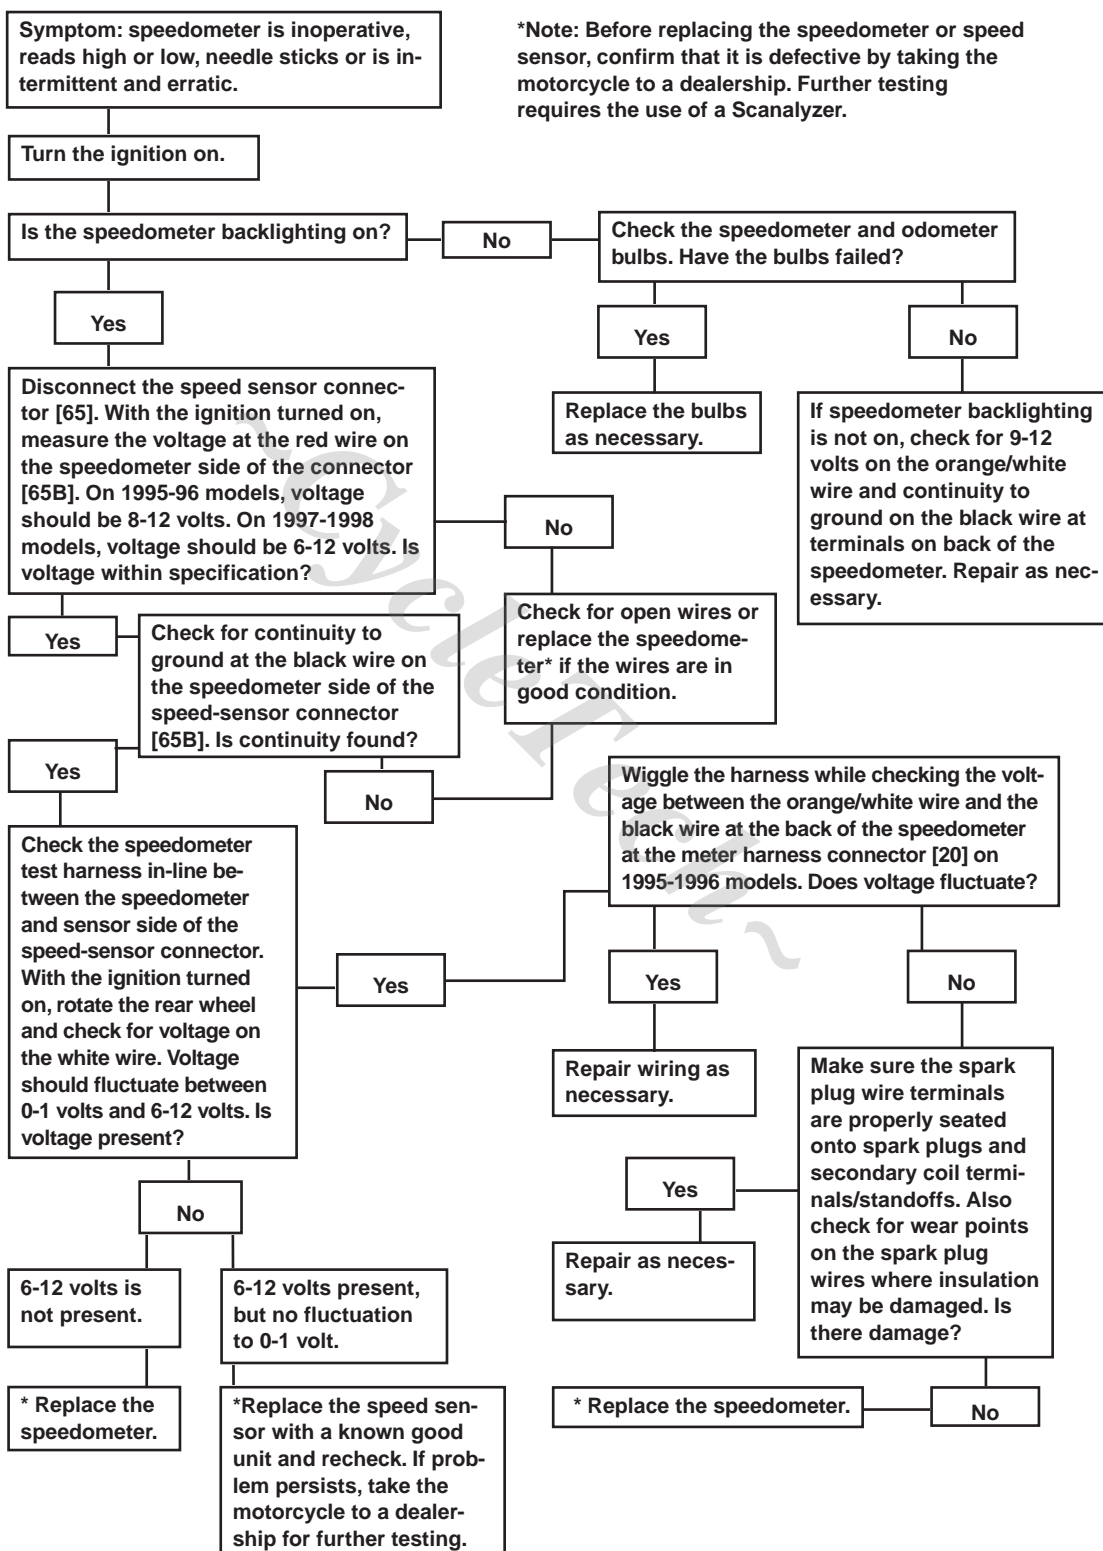 Symptom: speedometer is inoperative,
reads high or low, needle sticks or is in-
termittent and erratic.
*Note: Before replacing the speedometer or speed
sensor, confirm that it is defective by taking the
motorcycle to a dealership. Further testing
requires the use of a Scanalyzer.
Turn the ignition on.
Is the speedometer backlighting on?
No
Check the speedometer and odometer
bulbs. Have the bulbs failed?
Yes
Yes
No
Disconnect the speed sensor connec-
tor [65]. With the ignition turned on,
measure the voltage at the red wire on
the speedometer side of the connector
[65B]. On 1995-96 models, voltage
should be 8-12 volts. On 1997-1998
models, voltage should be 6-12 volts. Is
voltage within specification?
Replace the bulbs
as necessary.
If speedometer backlighting
is not on, check for 9-12
volts on the orange/white
wire and continuity to
ground on the black wire at
terminals on back of the
speedometer. Repair as nec-
essary.
No
Yes
Check for continuity to
ground at the black wire on
the speedometer side of the
speed-sensor connector
[65B]. Is continuity found?
Check for open wires or
replace the speedome-
ter* if the wires are in
good condition.
Yes
No
Wiggle the harness while checking the volt-
age between the orange/white wire and the
black wire at the back of the speedometer
at the meter harness connector [20] on
1995-1996 models. Does voltage fluctuate?
Check the speedometer
test harness in-line be-
tween the speedometer
and sensor side of the
speed-sensor connector.
With the ignition turned
on, rotate the rear wheel
and check for voltage on
the white wire. Voltage
should fluctuate between
0-1 volts and 6-12 volts. Is
voltage present?
Yes
Yes
No
Repair wiring as
necessary.
Make sure the spark
plug wire terminals
are properly seated
onto spark plugs and
secondary coil termi-
nals/standoffs. Also
check for wear points
on the spark plug
wires where insulation
may be damaged. Is
there damage?
Yes
No
Repair as neces-
sary.
6-12 volts is
not present.
6-12 volts present,
but no fluctuation
to 0-1 volt.
* Replace the
speedometer.
*Replace the speed sen-
sor with a known good
unit and recheck. If prob-
lem persists, take the
motorcycle to a dealer-
ship for further testing.
* Replace the speedometer.
No
~CycleTech~